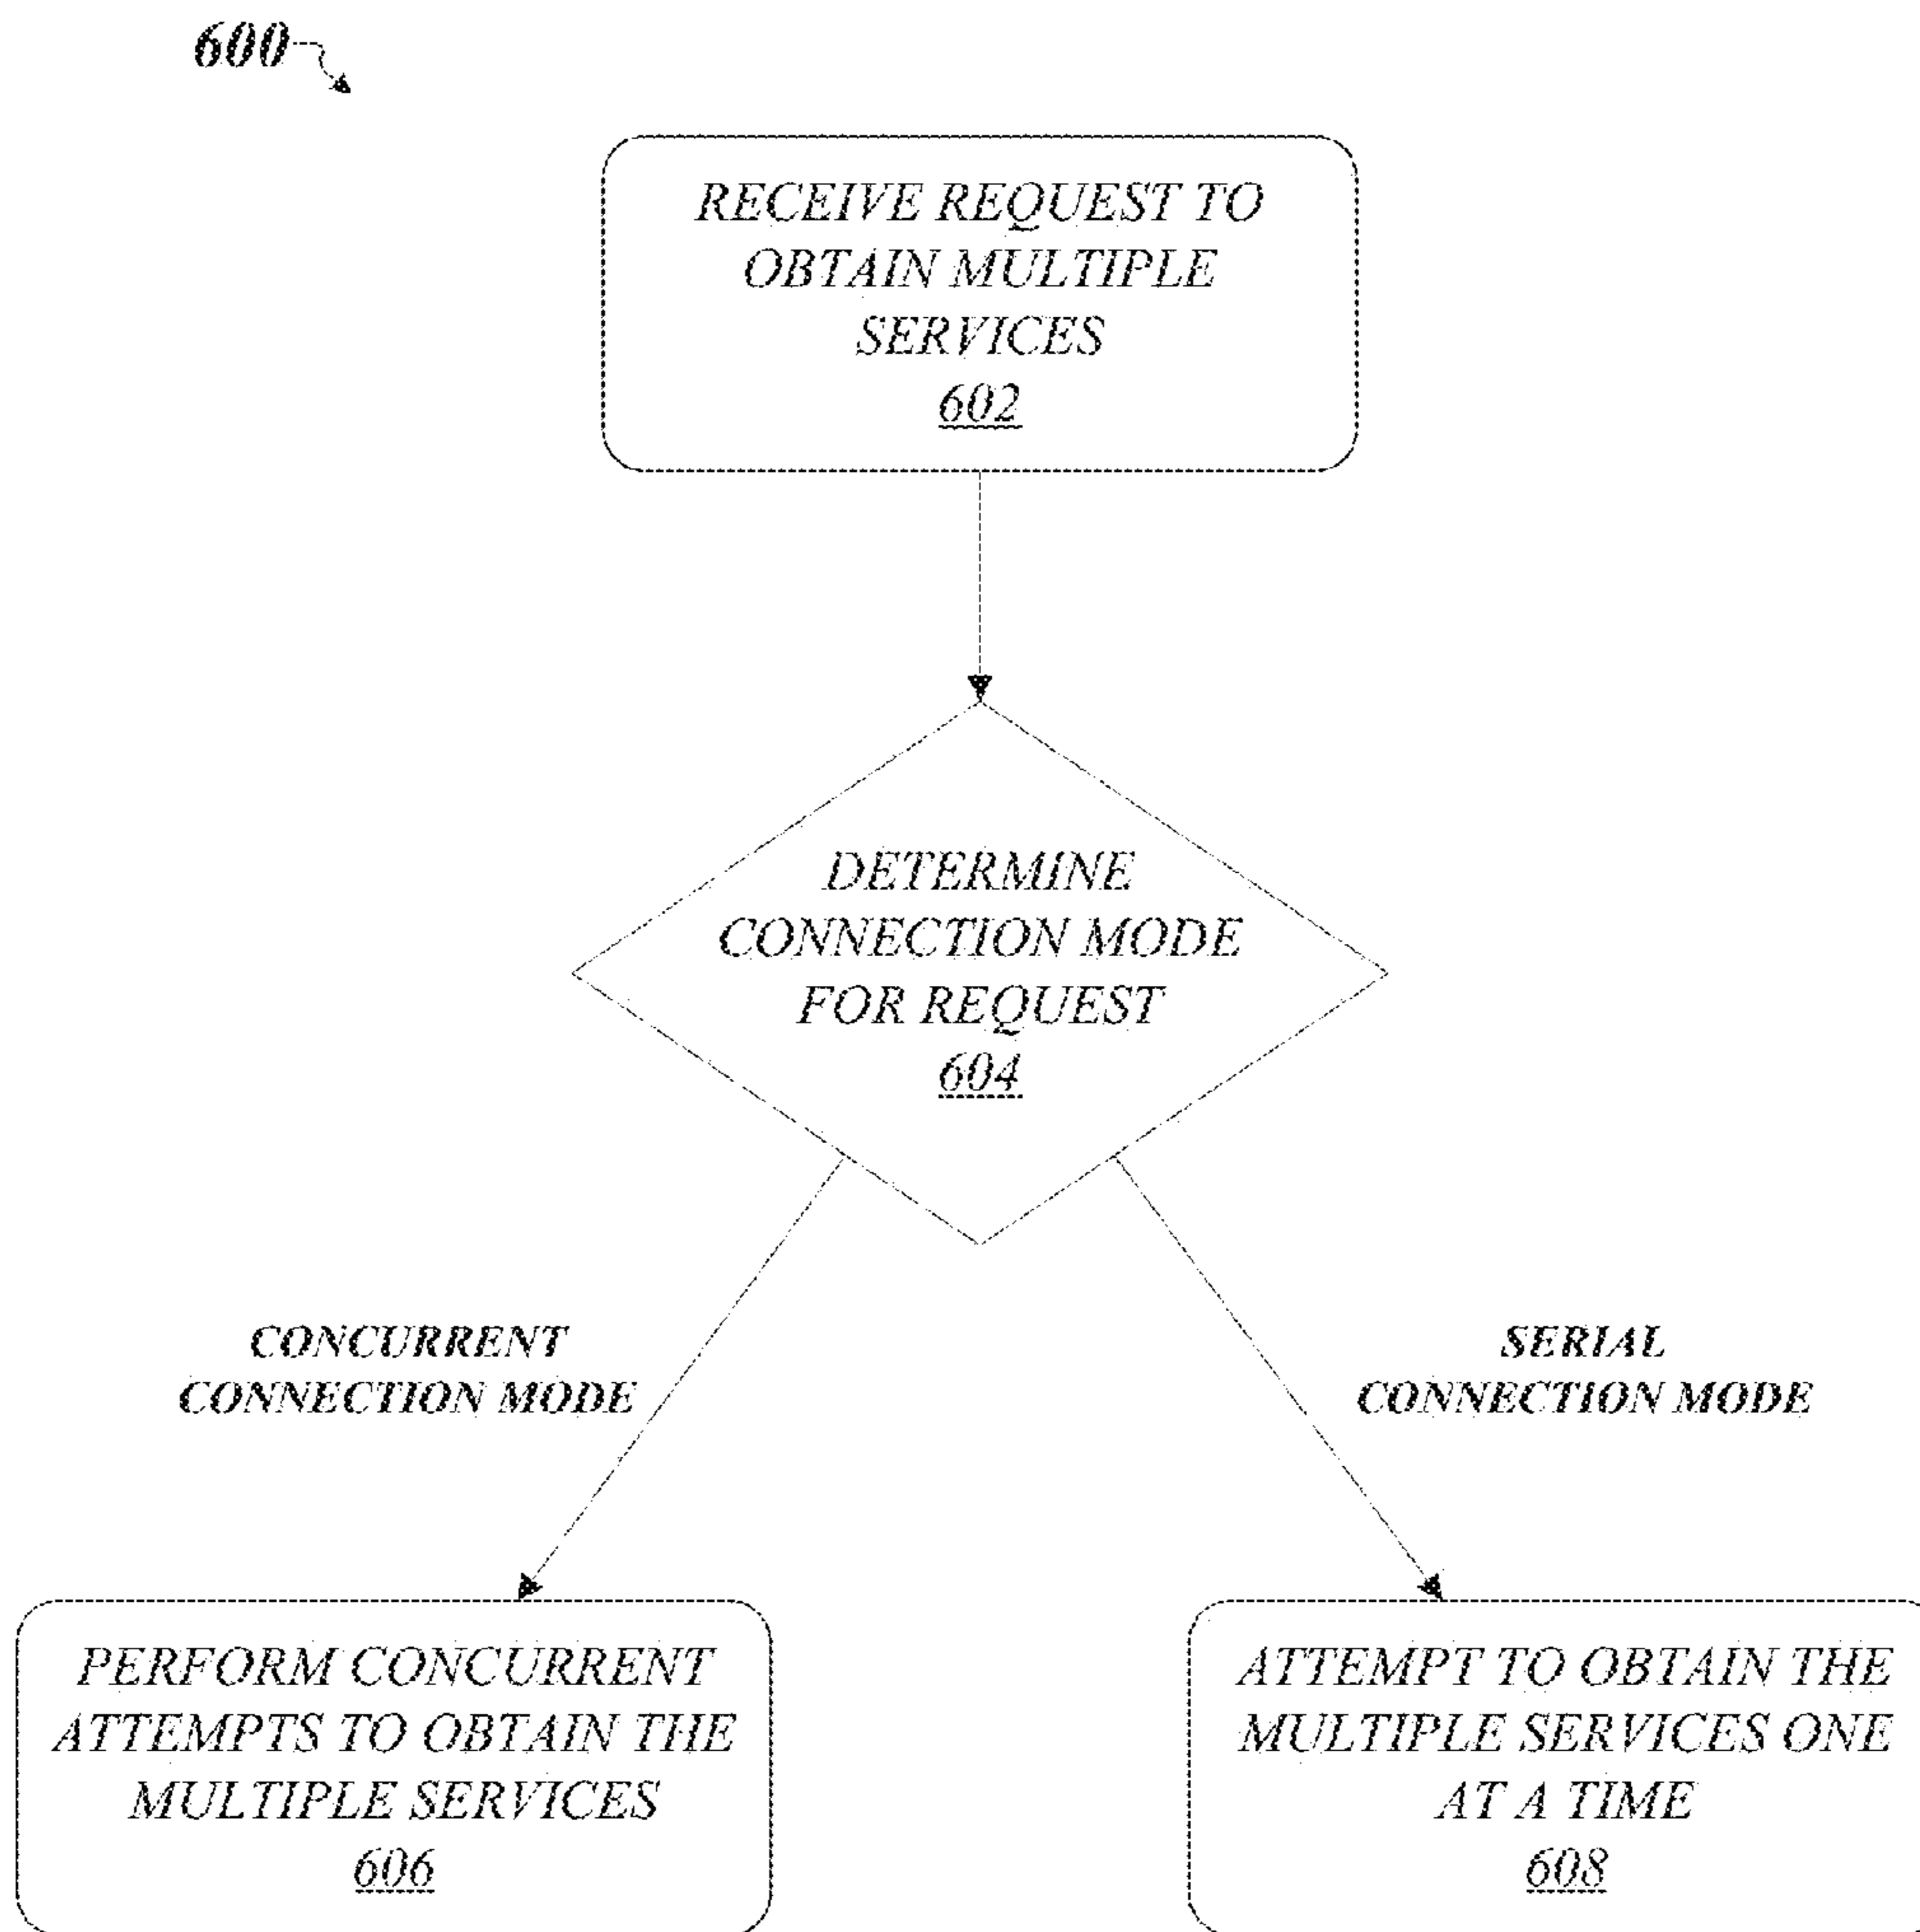 600
RECEIVE REQUEST TO
OBTAIN MULTIPLE
SERVICES
602
DETERMINE
CONNECTION MODE
FOR REQUEST
604
CONCURRENT
CONNECTION MODE
SERIAL
CONNECTION MODE
PERFORM CONCURRENT
ATTEMPTS TO OBTAIN THE
MULTIPLE SERVICES
606
ATTEMPT TO OBTAIN THE
MULTIPLE SERVICES ONE
AT A TIME
608